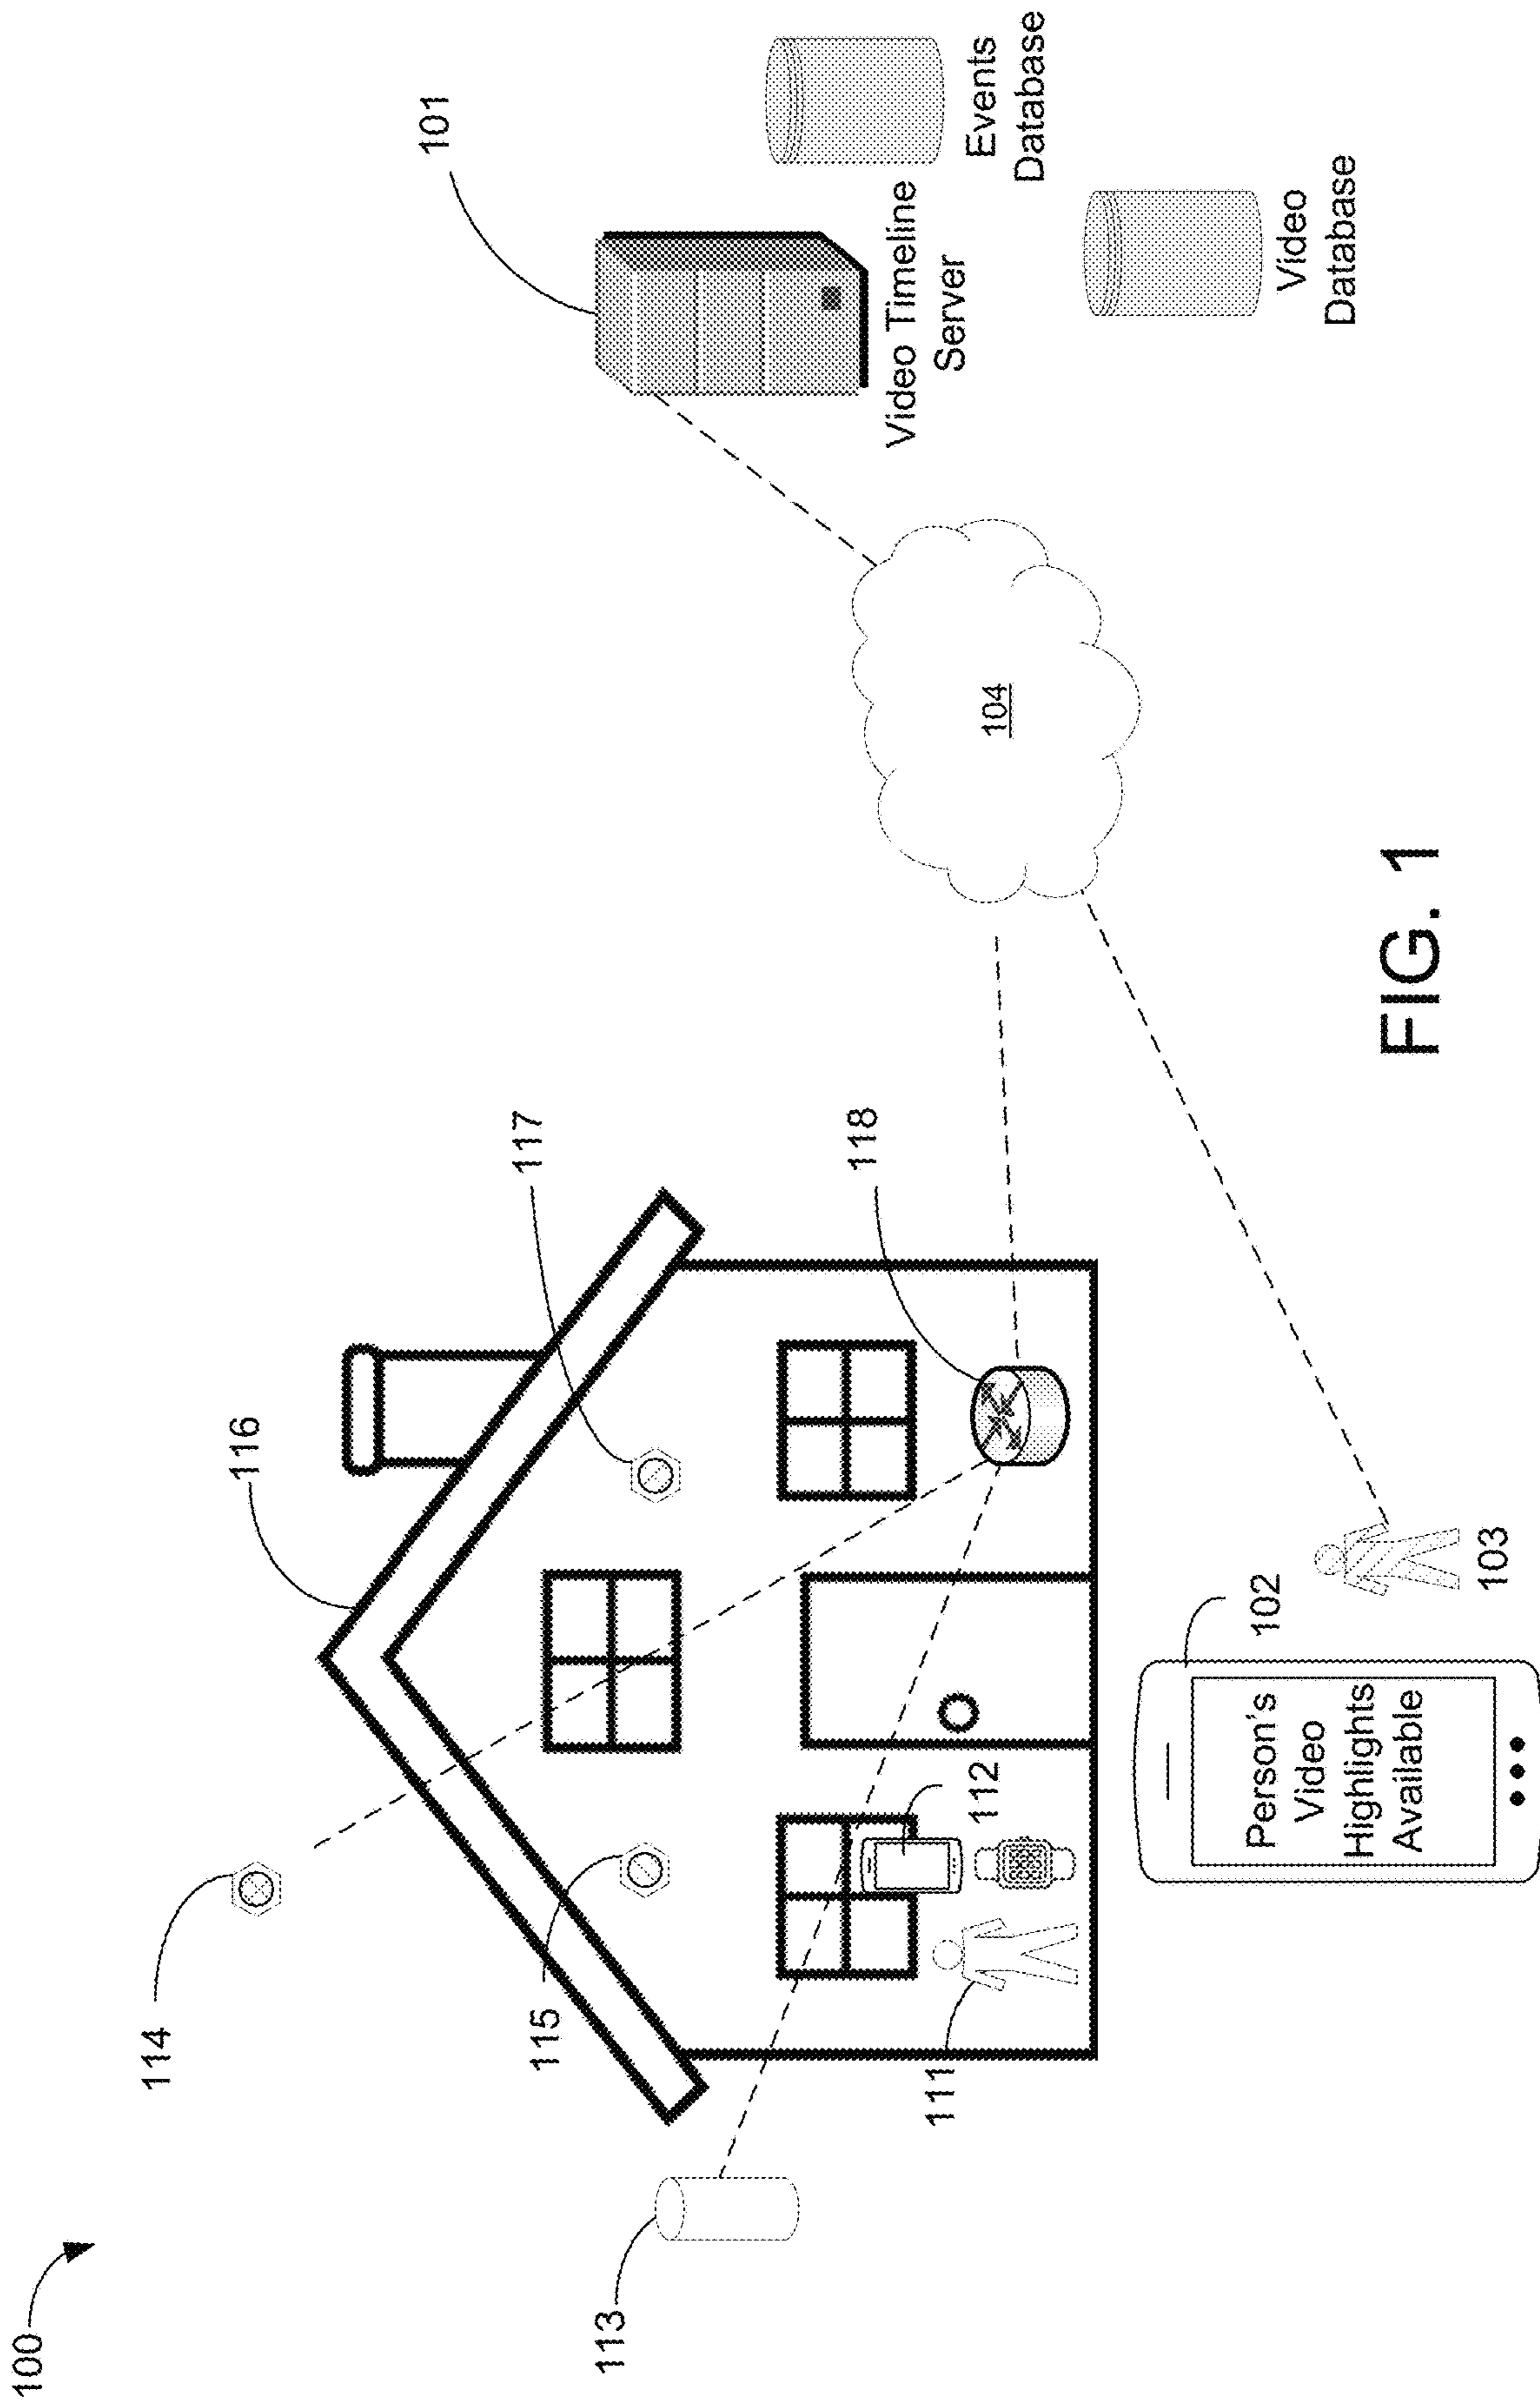 100
114
116
117
101
113
115
118
111
112
104
Video Timeline
Server
Events
Database
Video
Database
Person's
Video
Highlights
Available
102
103
FIG. 1